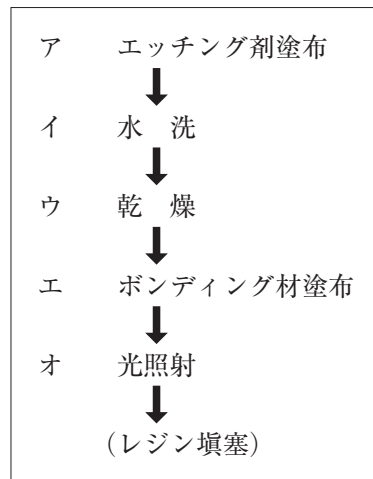 ア　エッチング剤塗布
イ　水　洗
ウ　乾　燥
エ　ボンディング材塗布
オ　光照射
（レジン塡塞）